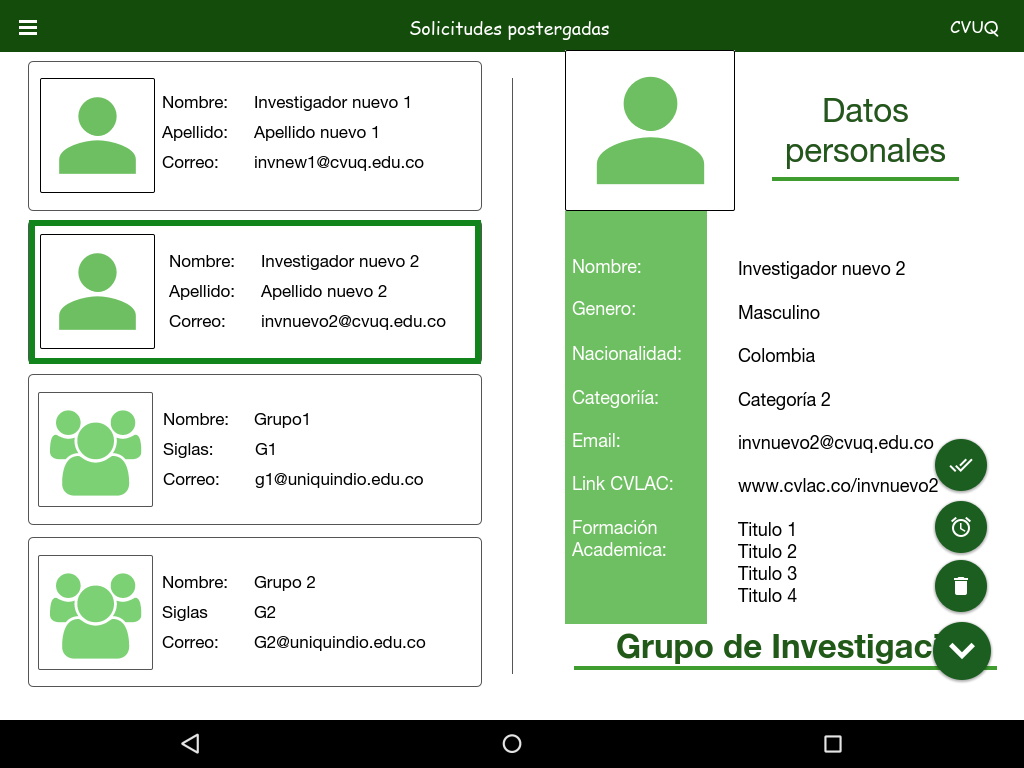 Solicitudes postergadas
CVUQ
Nombre: Investigador nuevo 1
Apellido: Apellido nuevo 1
Correo: invnew1@cvuq.edu.co
Nombre: Investigador nuevo 2
Apellido: Apellido nuevo 2
Correo: invnuevo2@cvuq.edu.co
Nombre: Grupo1
Siglas: G1
Correo: g1@uniquindio.edu.co
Nombre: Grupo 2
Siglas G2
Correo: G2@uniquindio.edu.co
Datos
personales
Nombre: Investigador nuevo 2
Genero: Masculino
Nacionalidad: Colombia
Categoriía: Categoría 2
Email: invnuevo2@cvuq.edu.co
Link CVLAC: www.cvlac.co/invnuevo2
Formación Titulo 1
Academica: Titulo 2
Titulo 3
Titulo 4
Grupo de Investigaci